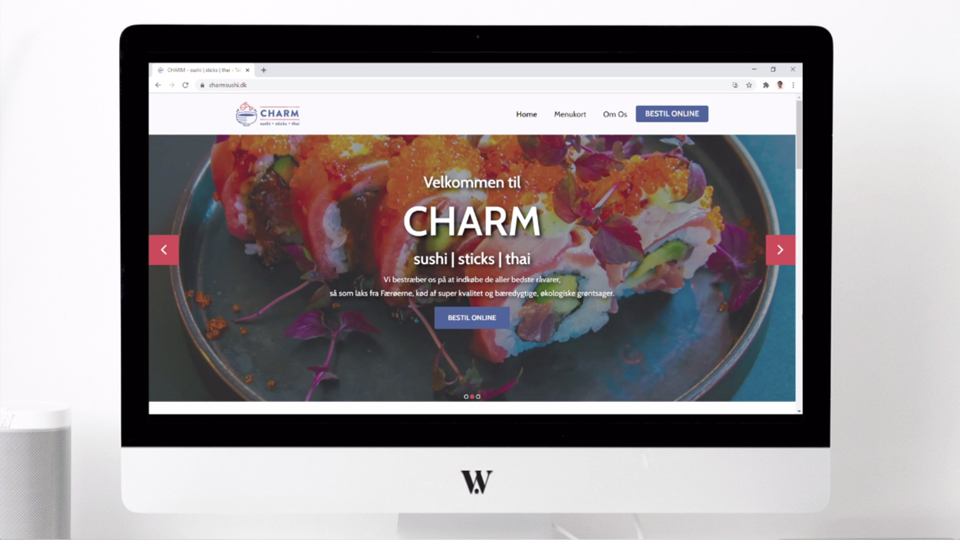 CHARM - sushi | sticks | thai -
charmsushi.dk
CHARM
sushi • sticks • thai
Home
Menukort
Om Os
BESTIL ONLINE
Velkommen til
CHARM
sushi | sticks | thai
Vi bestræber os på at indkøbe de aller bedste råvarer,
så som laks fra Færøerne, kød af super kvalitet og bæredygtige, økologiske grøntsager.
BESTIL ONLINE
W